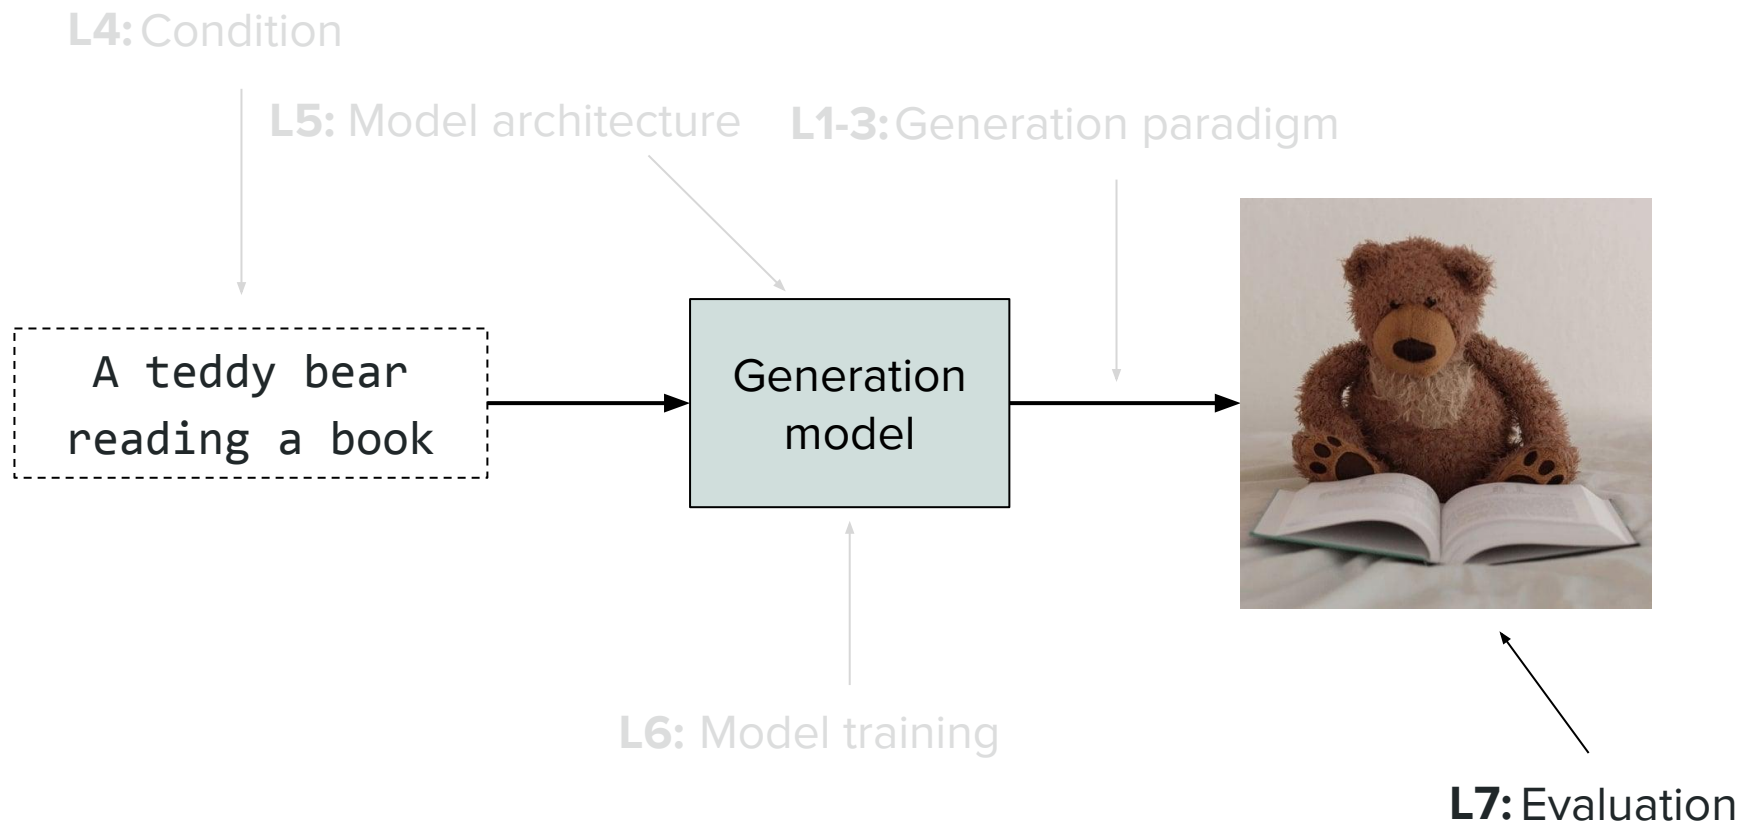 L4: Condition
L5: Model architecture
L1-3: Generation paradigm
A teddy bear
reading a book
Generation
model
L6: Model training
L7: Evaluation